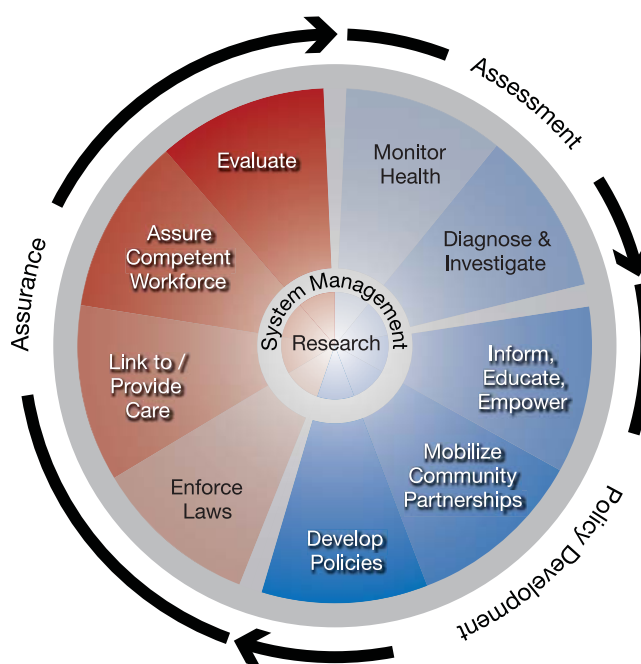 Assessment
Monitor
Health
Diagnose &
Investigate
Inform,
Educate,
Empower
Mobilize
Community
Partnerships
Policy Development
Develop
Policies
Enforce
Laws
Link to /
Provide
Care
Assure
Competent
Workforce
Evaluate
Assurance
System Management
Research